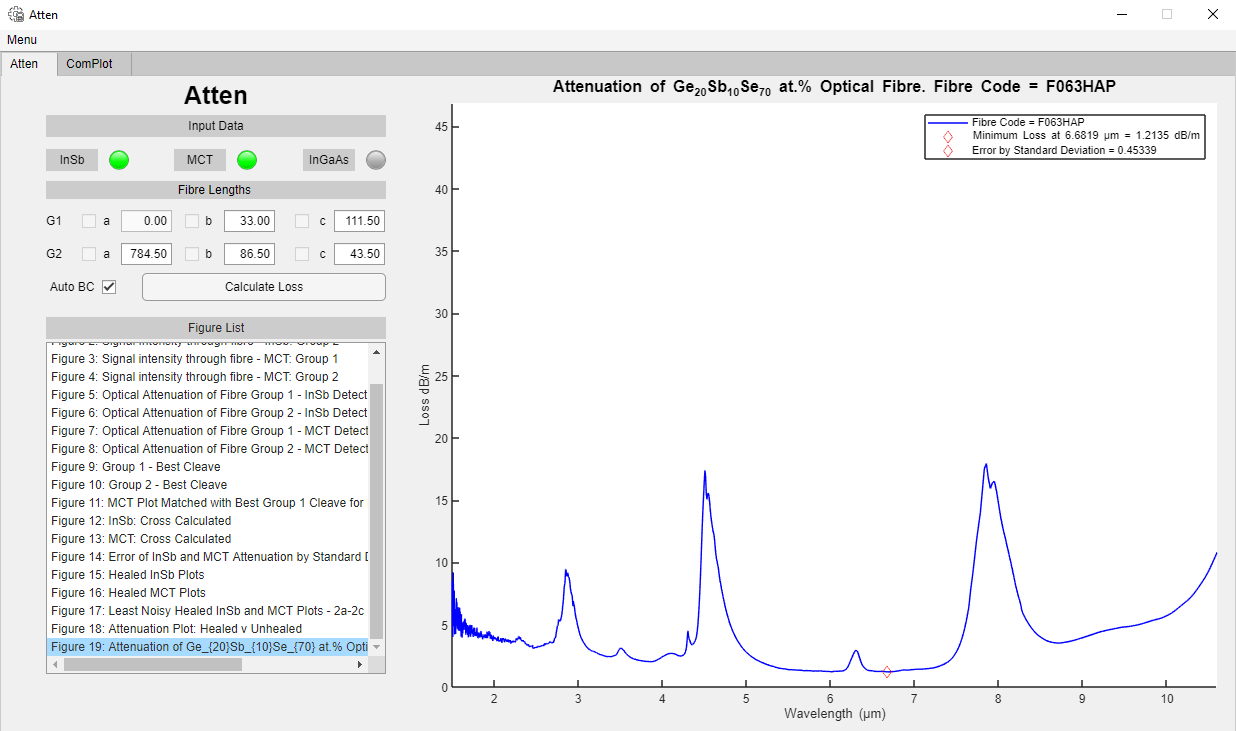 Atten
Menu
Atten ComPlot
Atten
Input Data
InSb MCT InGaAs
Fibre Lengths
G1 a 0.00 b 33.00 c 111.50
G2 a 784.50 b 86.50 c 43.50
Auto BC Calculate Loss
Figure List
Figure 2: Signal intensity through fibre - InSb: Group 2
Figure 3: Signal intensity through fibre - MCT: Group 1
Figure 4: Signal intensity through fibre - MCT: Group 2
Figure 5: Optical Attenuation of Fibre Group 1 - InSb Detect
Figure 6: Optical Attenuation of Fibre Group 2 - InSb Detect
Figure 7: Optical Attenuation of Fibre Group 1 - MCT Detect
Figure 8: Optical Attenuation of Fibre Group 2 - MCT Detect
Figure 9: Group 1 - Best Cleave
Figure 10: Group 2 - Best Cleave
Figure 11: MCT Plot Matched with Best Group 1 Cleave for
Figure 12: InSb: Cross Calculated
Figure 13: MCT: Cross Calculated
Figure 14: Error of InSb and MCT Attenuation by Standard D
Figure 15: Healed InSb Plots
Figure 16: Healed MCT Plots
Figure 17: Least Noisy Healed InSb and MCT Plots - 2a-2c
Figure 18: Attenuation Plot: Healed v Unhealed
Figure 19: Attenuation of Ge_{20}Sb_{10}Se_{70} at.% Opti
Attenuation of Ge₂₀Sb₁₀Se₇₀ at.% Optical Fibre. Fibre Code = F063HAP
Fibre Code = F063HAP
Minimum Loss at 6.6819 µm = 1.2135 dB/m
Error by Standard Deviation = 0.45339
Loss dB/m
45
40
35
30
25
20
15
10
5
0
2 3 4 5 6 7 8 9 10
Wavelength (µm)